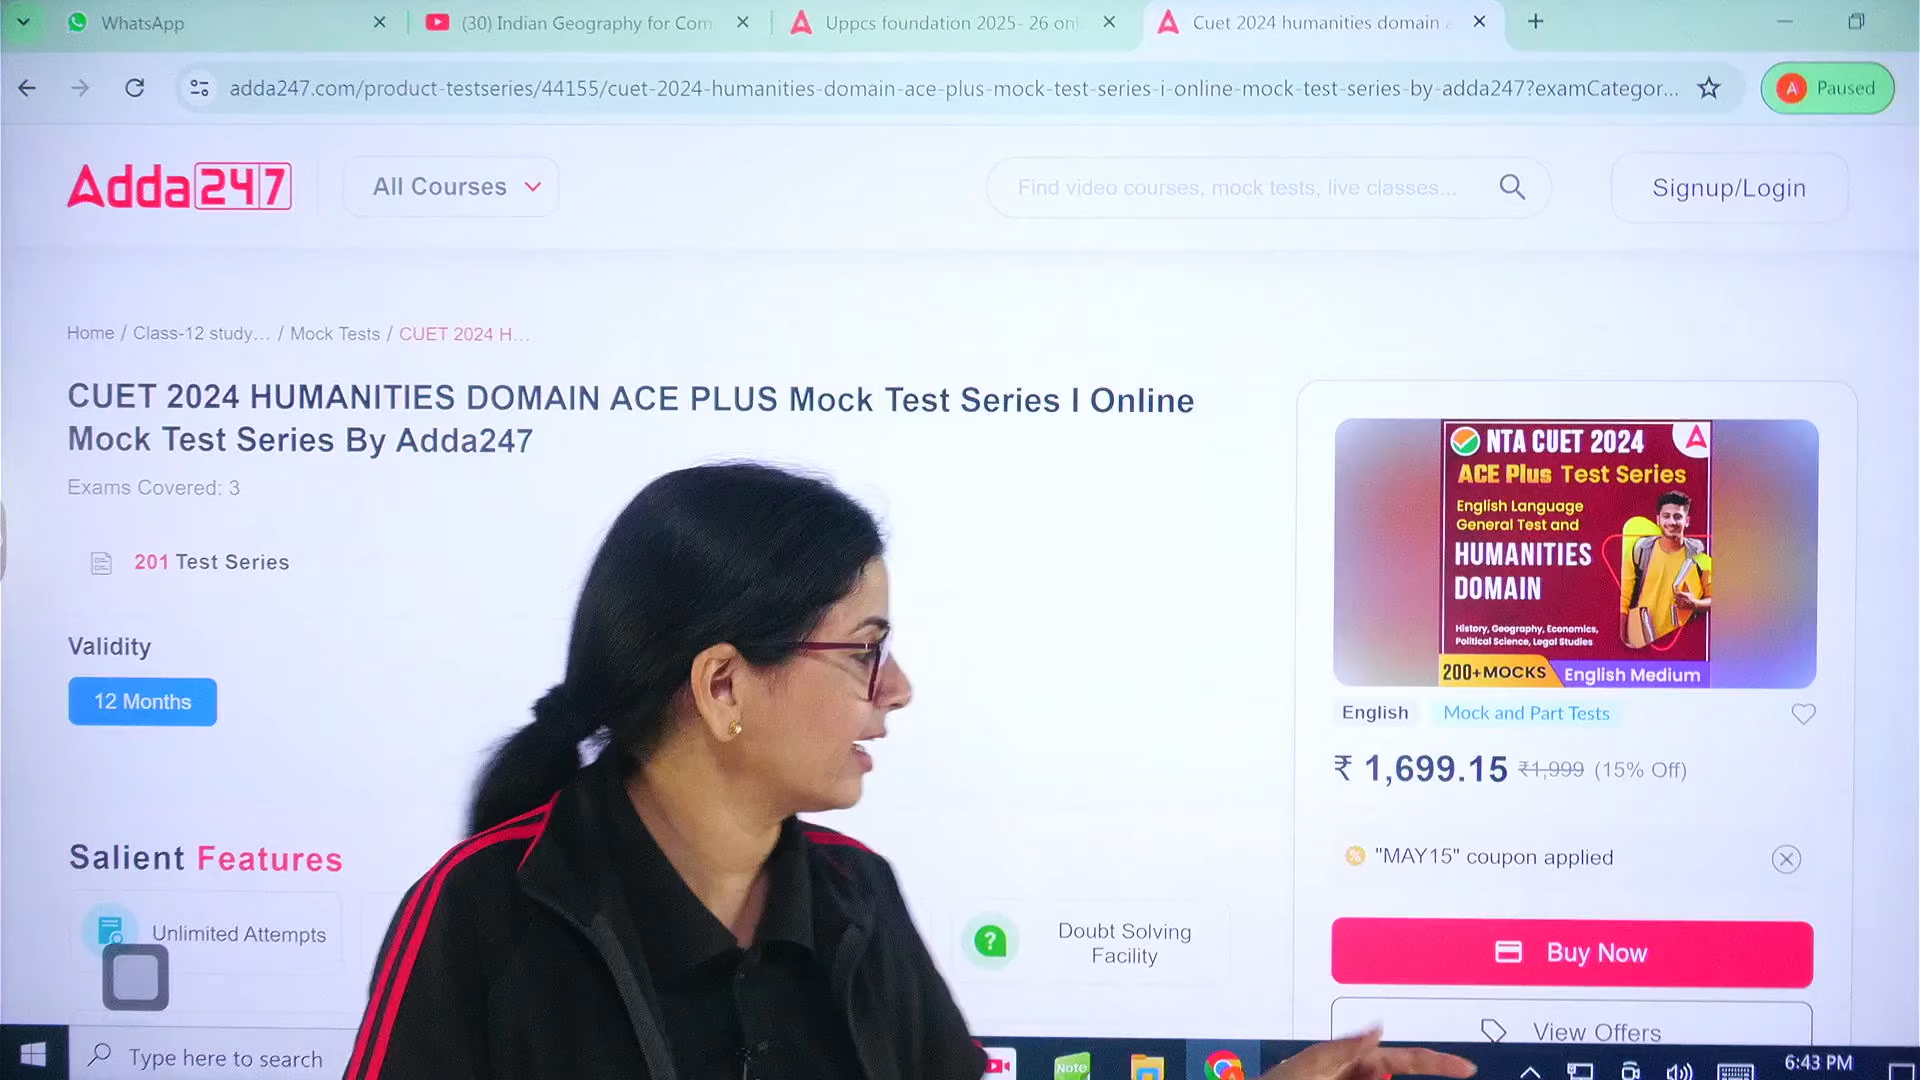 WhatsApp
(30) Indian Geography for Com
Uppcs foundation 2025- 26 onl
Cuet 2024 humanities domain
adda247.com/product-testseries/44155/cuet-2024-humanities-domain-ace-plus-mock-test-series-i-online-mock-test-series-by-adda247?examCategor...
A Paused
Adda247
All Courses
Find video courses, mock tests, live classes...
Signup/Login
Home / Class-12 study... / Mock Tests / CUET 2024 H...
CUET 2024 HUMANITIES DOMAIN ACE PLUS Mock Test Series I Online
Mock Test Series By Adda247
Exams Covered: 3
201 Test Series
Validity
12 Months
Salient Features
Unlimited Attempts
Doubt Solving
Facility
NTA CUET 2024
ACE Plus Test Series
English Language
General Test and
HUMANITIES
DOMAIN
History, Geography, Economics,
Political Science, Legal Studies
200+MOCKS English Medium
English Mock and Part Tests
₹ 1,699.15 ₹1,999 (15% Off)
"MAY15" coupon applied
Buy Now
View Offers
Type here to search
Note
6:43 PM